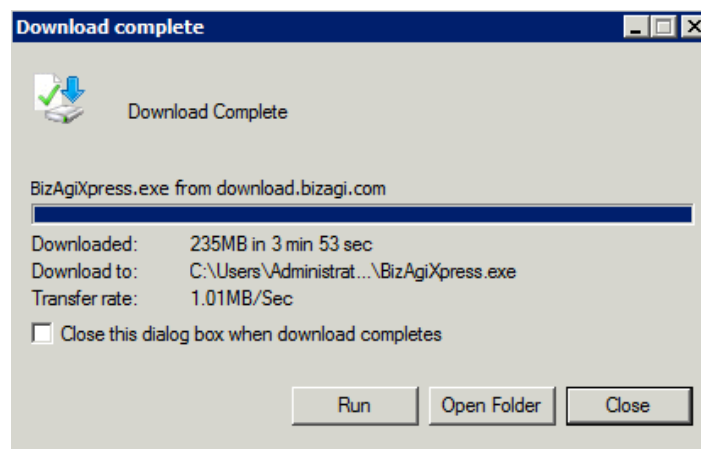 Download complete
Download Complete
BizAgiXpress.exe from download.bizagi.com
Downloaded: 235MB in 3 min 53 sec
Download to: C:\Users\Administrat...\BizAgiXpress.exe
Transfer rate: 1.01MB/Sec
Close this dialog box when download completes
Run Open Folder Close